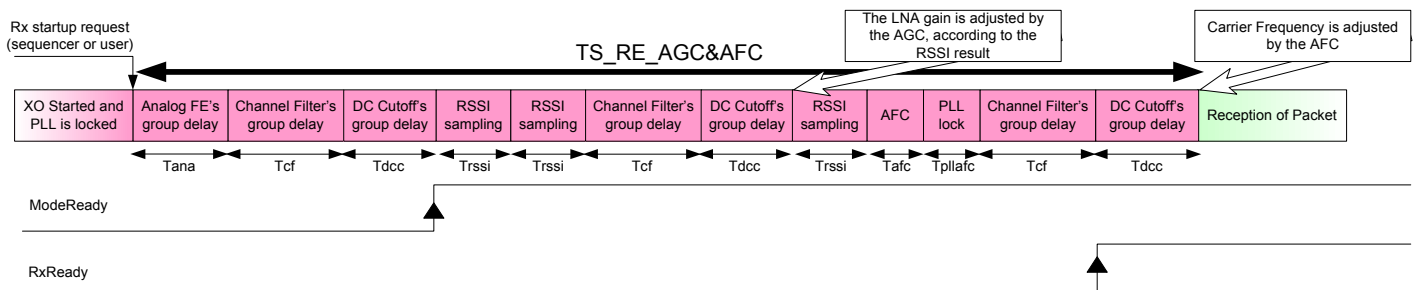 Rx startup request
(sequencer or user)
TS_RE_AGC&AFC
The LNA gain is adjusted by
the AGC, according to the
RSSI result
Carrier Frequency is adjusted
by the AFC
XO Started and
PLL is locked
Analog FE's
group delay
Channel Filter's
group delay
DC Cutoff's
group delay
RSSI
sampling
RSSI
sampling
Channel Filter's
group delay
DC Cutoff's
group delay
RSSI
sampling
AFC
PLL
lock
Channel Filter's
group delay
DC Cutoff's
group delay
Reception of Packet
Tana
Tcf
Tdcc
Trssi
Trssi
Tcf
Tdcc
Trssi
Tafc
Tpllafc
Tcf
Tdcc
ModeReady
RxReady